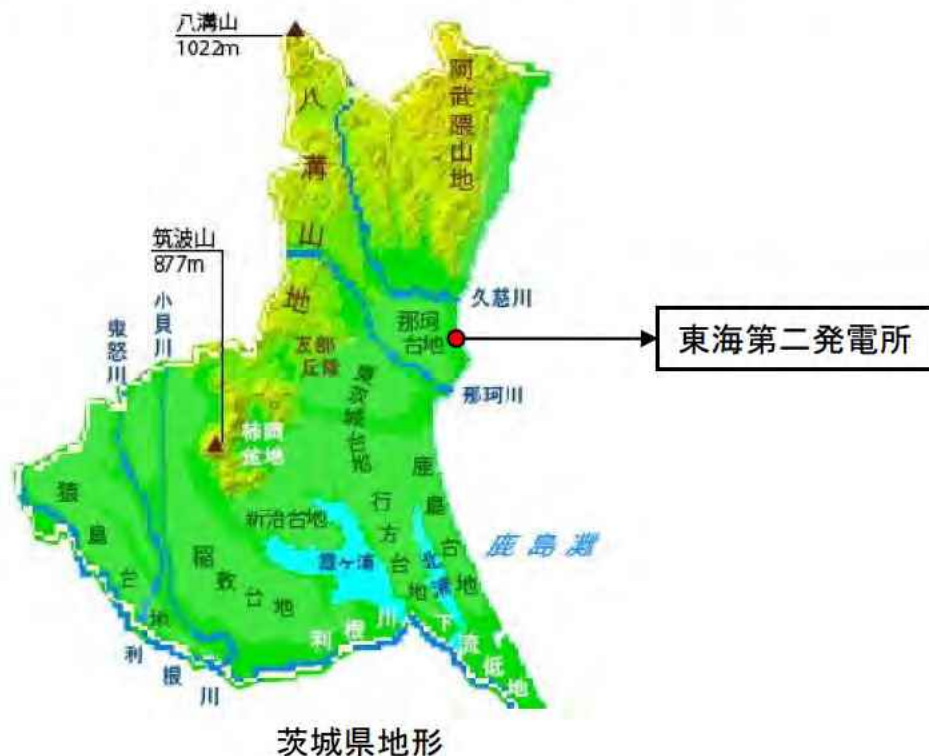 八溝山
1022m
阿武隈山地
八溝山地
筑波山
877m
久慈川
小貝川
鬼怒川
那珂
台地
東海第二発電所
友部
丘陵
那珂川
東茨城台地
柿岡
盆地
鹿島台地
猿島台地
行方台地
新治台地
北浦
鹿島灘
稲敷台地
霞ヶ浦
利根川
下流低地
利根川
茨城県地形